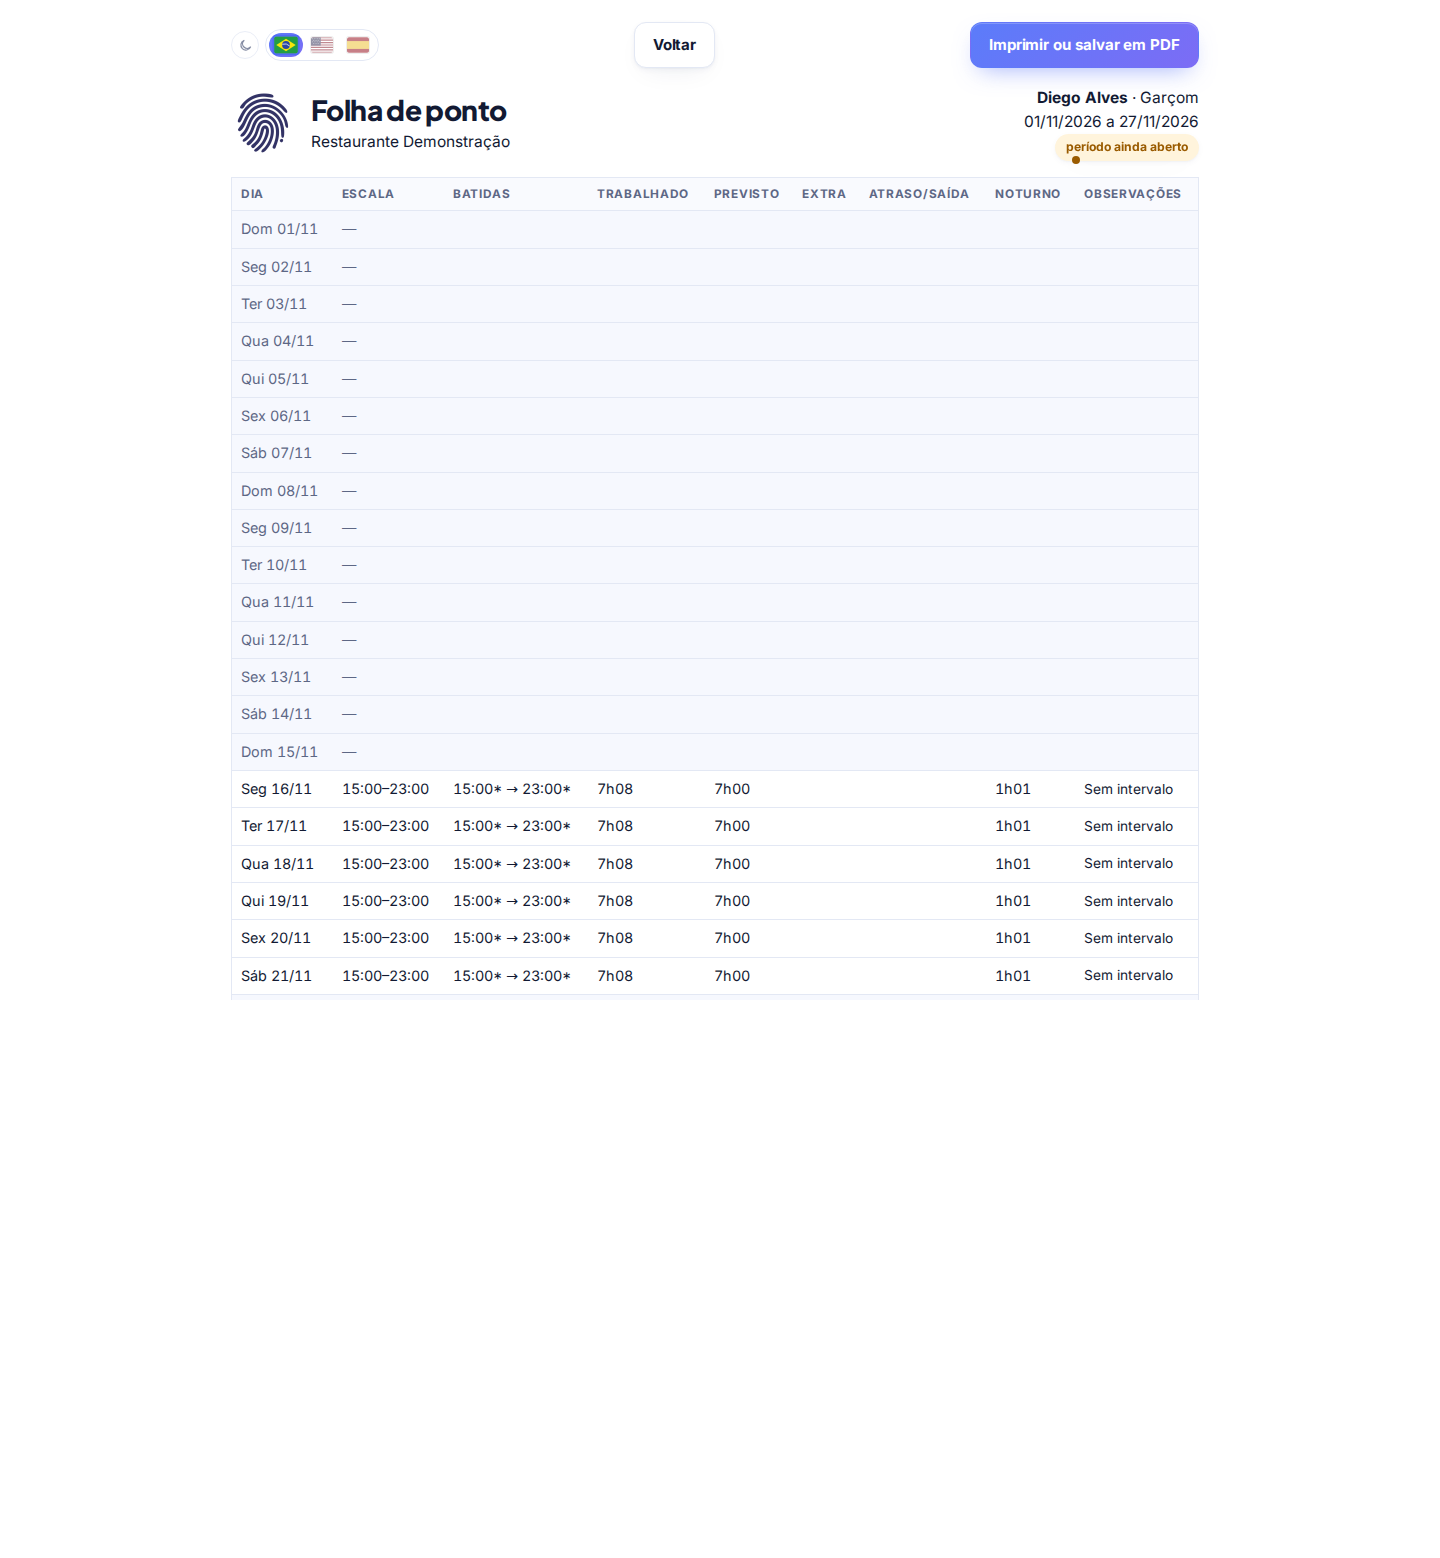 Voltar
Imprimir ou salvar em PDF
Folha de ponto
Restaurante Demonstração
Diego Alves · Garçom
01/11/2026 a 27/11/2026
período ainda aberto
DIA ESCALA BATIDAS TRABALHADO PREVISTO EXTRA ATRASO/SAÍDA NOTURNO OBSERVAÇÕES
Dom 01/11 —
Seg 02/11 —
Ter 03/11 —
Qua 04/11 —
Qui 05/11 —
Sex 06/11 —
Sáb 07/11 —
Dom 08/11 —
Seg 09/11 —
Ter 10/11 —
Qua 11/11 —
Qui 12/11 —
Sex 13/11 —
Sáb 14/11 —
Dom 15/11 —
Seg 16/11 15:00–23:00 15:00* → 23:00* 7h08 7h00 1h01 Sem intervalo
Ter 17/11 15:00–23:00 15:00* → 23:00* 7h08 7h00 1h01 Sem intervalo
Qua 18/11 15:00–23:00 15:00* → 23:00* 7h08 7h00 1h01 Sem intervalo
Qui 19/11 15:00–23:00 15:00* → 23:00* 7h08 7h00 1h01 Sem intervalo
Sex 20/11 15:00–23:00 15:00* → 23:00* 7h08 7h00 1h01 Sem intervalo
Sáb 21/11 15:00–23:00 15:00* → 23:00* 7h08 7h00 1h01 Sem intervalo